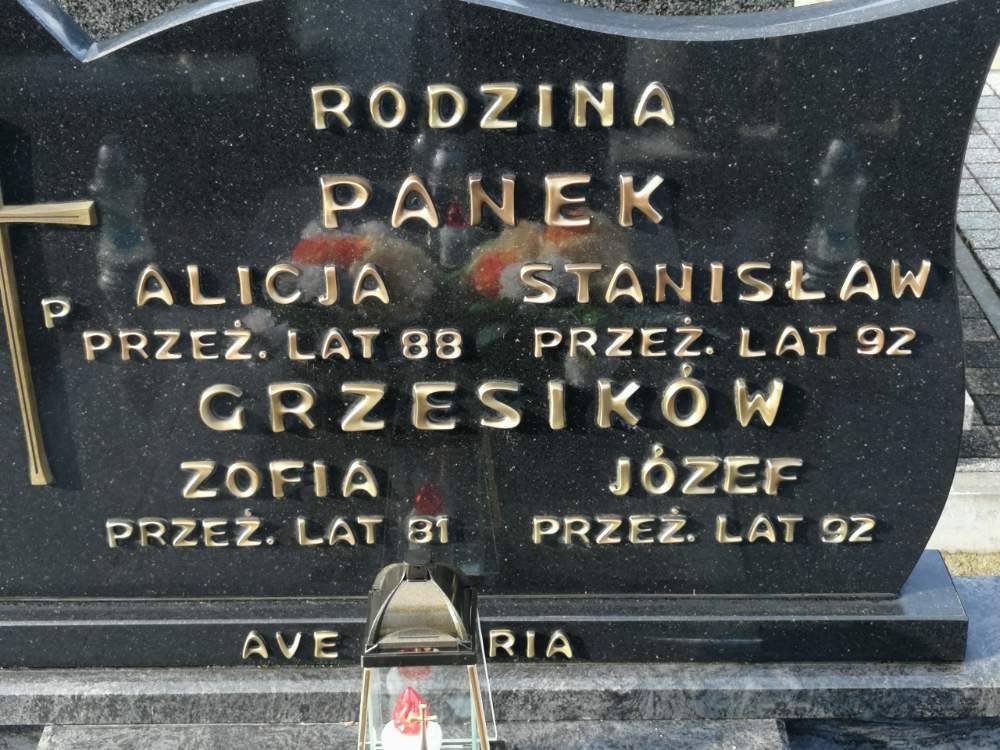 RODZINA
PANEK
P
ALICJA STANISŁAW
PRZEŻ. LAT 88 PRZEŻ. LAT 92
GRZESIKÓW
ZOFIA JÓZEF
PRZEŻ. LAT 81 PRZEŻ. LAT 92
AVE RIA